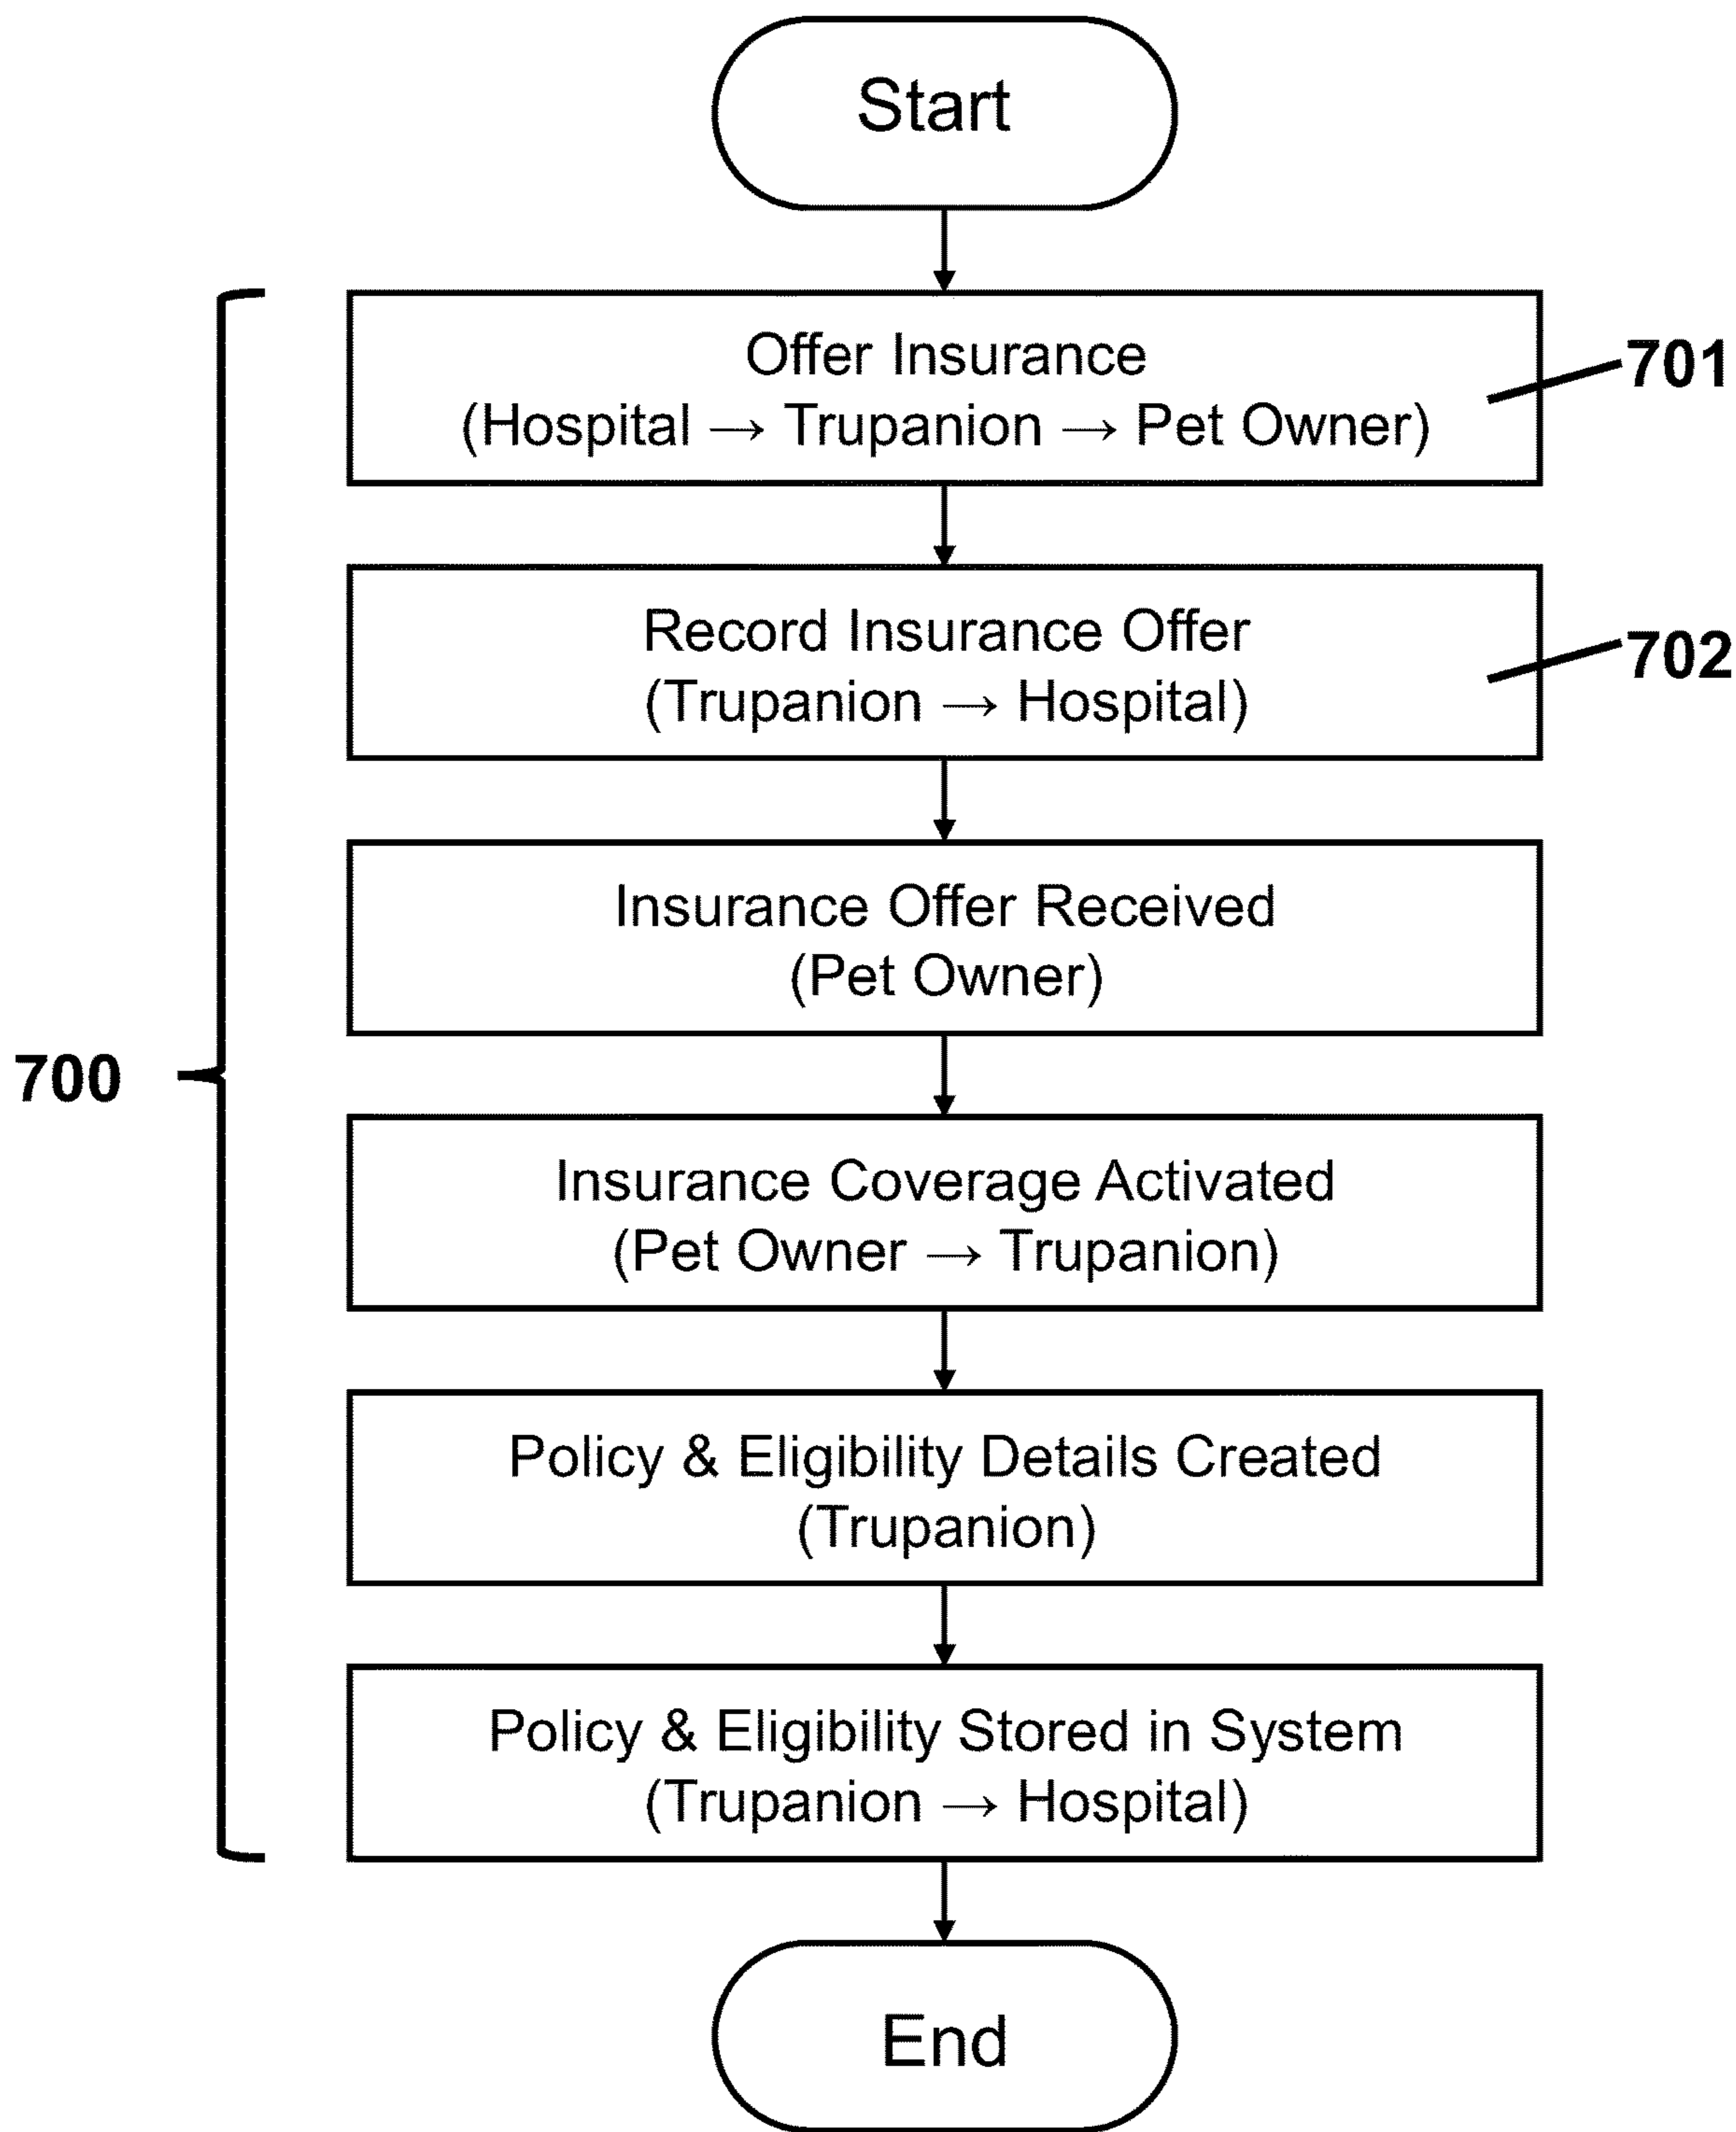 Start
Offer Insurance
(Hospital → Trupanion → Pet Owner)
701
Record Insurance Offer
(Trupanion → Hospital)
702
Insurance Offer Received
(Pet Owner)
700
Insurance Coverage Activated
(Pet Owner → Trupanion)
Policy & Eligibility Details Created
(Trupanion)
Policy & Eligibility Stored in System
(Trupanion → Hospital)
End